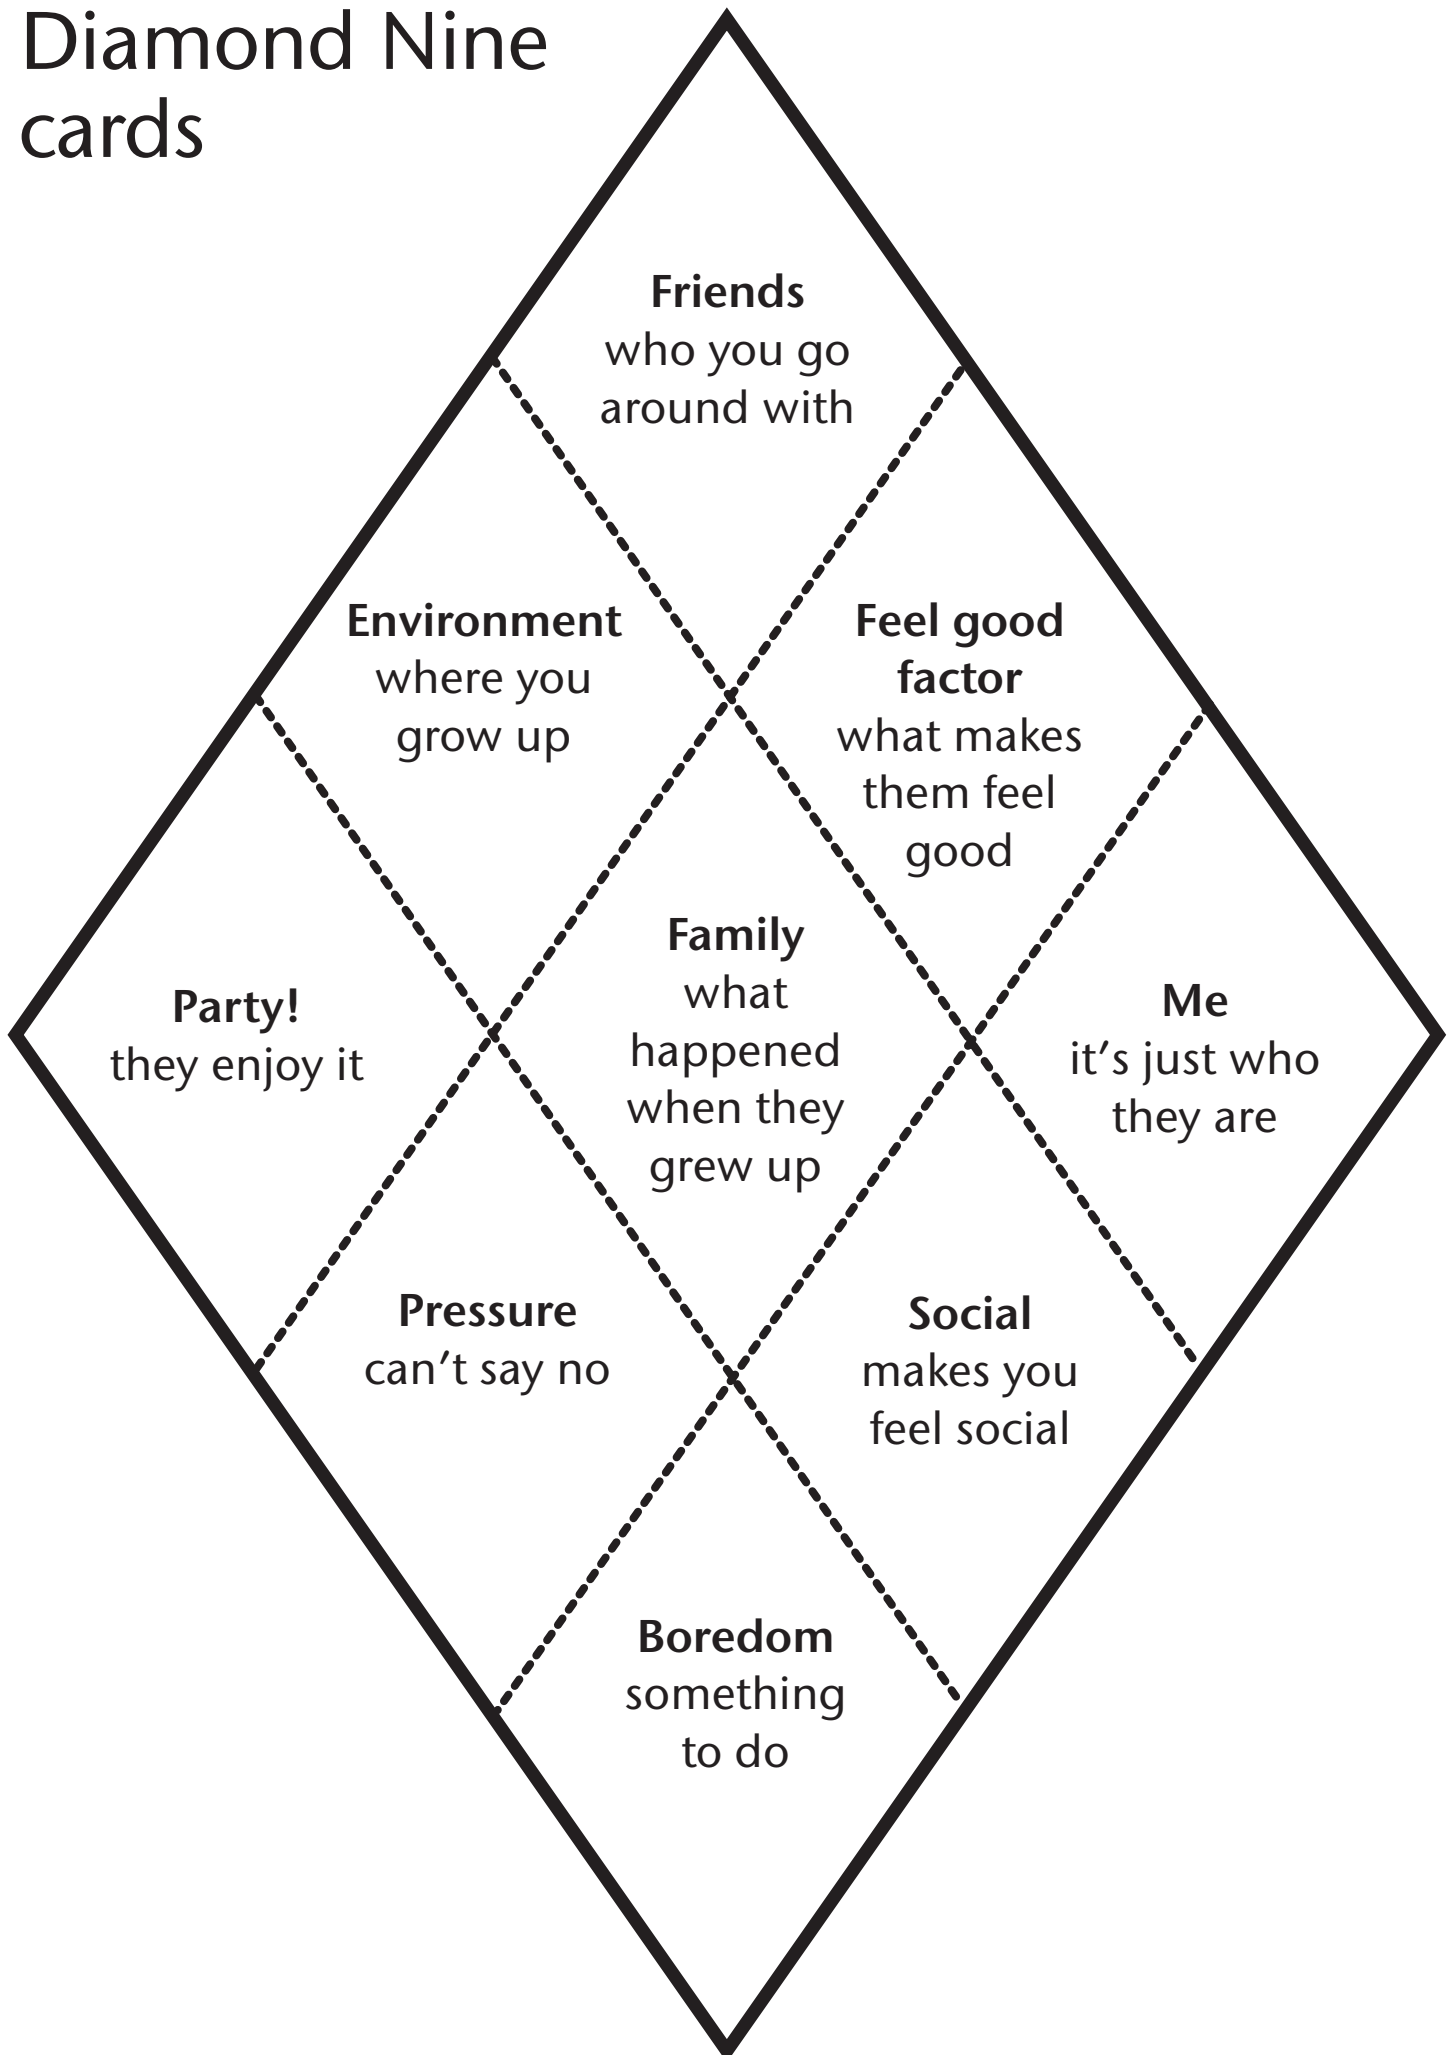 Diamond Nine
cards
Friends
who you go
around with
Environment
where you
grow up
Feel good
factor
what makes
them feel
good
Party!
they enjoy it
Family
what
happened
when they
grew up
Me
it's just who
they are
Pressure
can't say no
Social
makes you
feel social
Boredom
something
to do